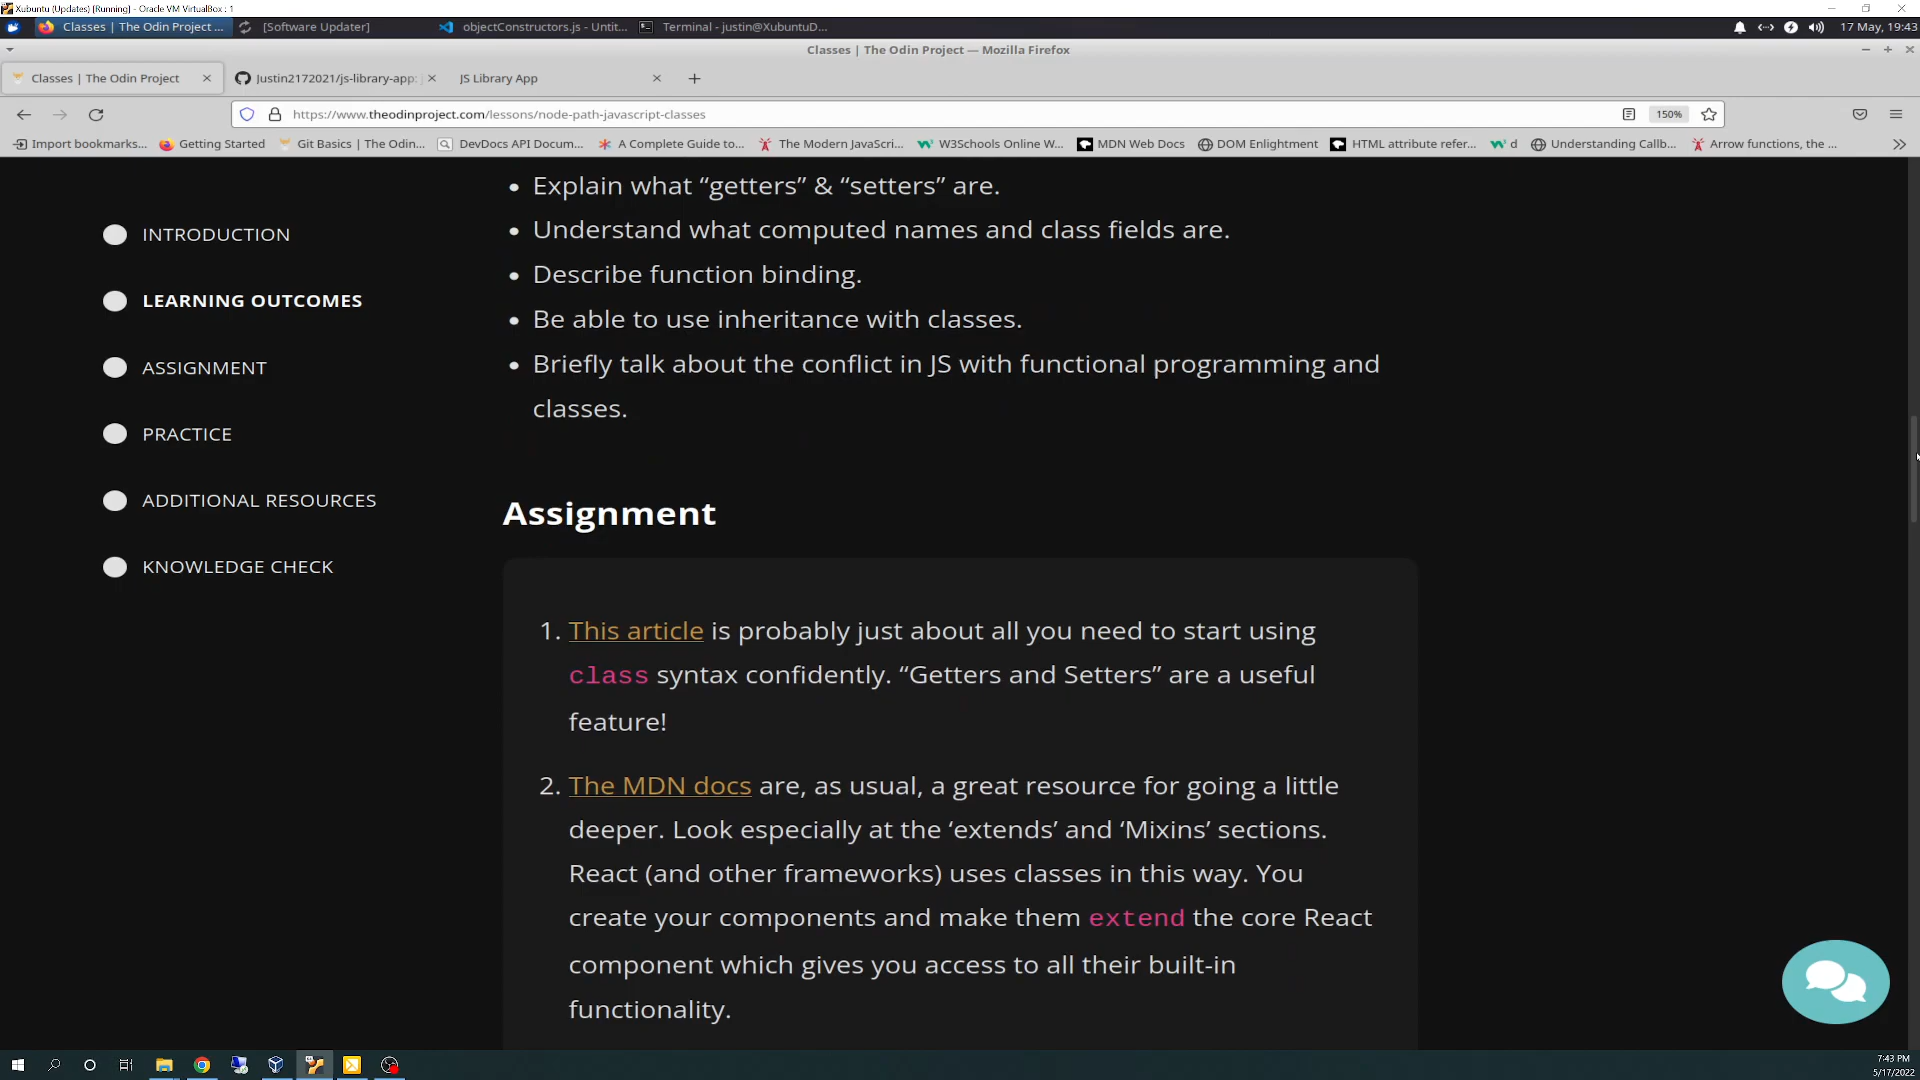 Xubuntu (Updates) [Running] - Oracle VM VirtualBox : 1
Classes | The Odin Project ...
[Software Updater]
objectConstructors.js - Untit...
Terminal - justin@XubuntuD...
17 May, 19:43
Classes | The Odin Project — Mozilla Firefox
Classes | The Odin Project
Justin2172021/js-library-app:
JS Library App
https://www.theodinproject.com/lessons/node-path-javascript-classes
150%
Import bookmarks...
Getting Started
Git Basics | The Odin...
DevDocs API Docum...
A Complete Guide to...
The Modern JavaScri...
W3Schools Online W...
MDN Web Docs
DOM Enlightment
HTML attribute refer...
d
Understanding Callb...
Arrow functions, the ...
INTRODUCTION
LEARNING OUTCOMES
ASSIGNMENT
PRACTICE
ADDITIONAL RESOURCES
KNOWLEDGE CHECK
• Explain what “getters” & “setters” are.
• Understand what computed names and class fields are.
• Describe function binding.
• Be able to use inheritance with classes.
• Briefly talk about the conflict in JS with functional programming and
classes.
Assignment
1. This article is probably just about all you need to start using
class syntax confidently. “Getters and Setters” are a useful
feature!
2. The MDN docs are, as usual, a great resource for going a little
deeper. Look especially at the ‘extends’ and ‘Mixins’ sections.
React (and other frameworks) uses classes in this way. You
create your components and make them extend the core React
component which gives you access to all their built-in
functionality.
7:43 PM
5/17/2022